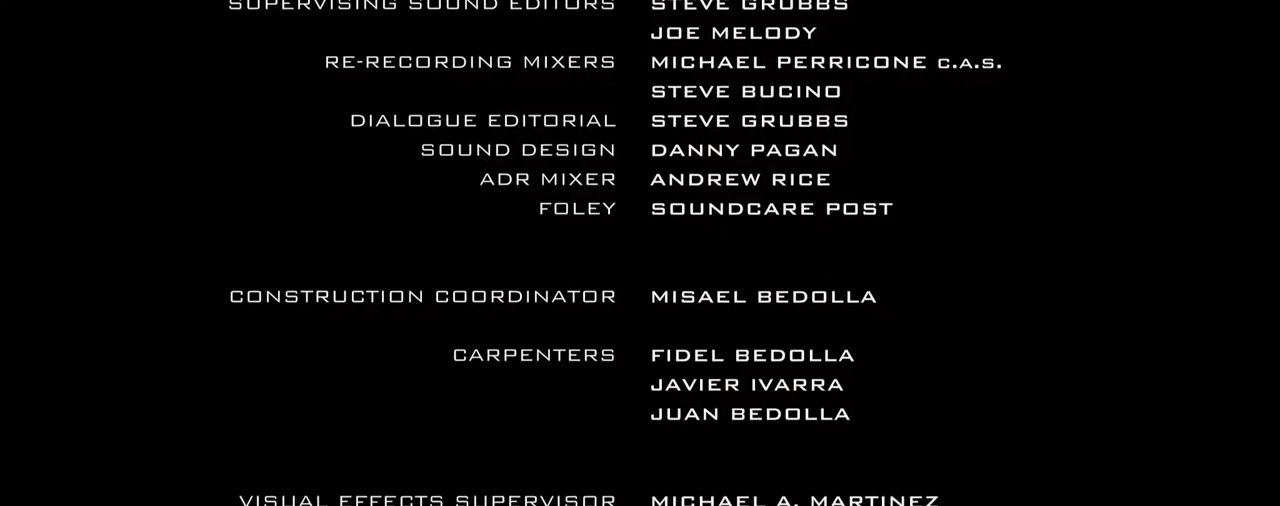 SUPERVISING SOUND EDITORS STEVE GRUBBS
JOE MELODY
RE-RECORDING MIXERS MICHAEL PERRICONE C.A.S.
STEVE BUCINO
DIALOGUE EDITORIAL STEVE GRUBBS
SOUND DESIGN DANNY PAGAN
ADR MIXER ANDREW RICE
FOLEY SOUNDCARE POST
CONSTRUCTION COORDINATOR MISAEL BEDOLLA
CARPENTERS FIDEL BEDOLLA
JAVIER IVARRA
JUAN BEDOLLA
VISUAL EFFECTS SUPERVISOR MICHAEL A. MARTINEZ